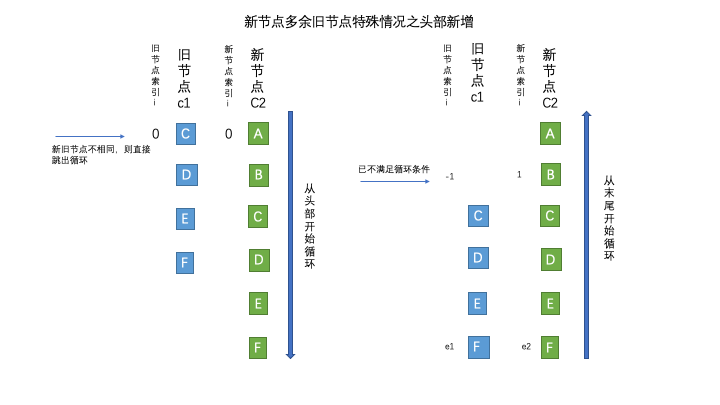 新节点多余旧节点特殊情况之头部新增
旧节点索引i
旧节点c1
新节点索引i
新节点C2
0
C
0
A
新旧节点不相同，则直接
跳出循环
D
B
E
C
F
D
E
F
从头部开始循环
旧节点索引i
旧节点c1
新节点索引i
新节点C2
A
已不满足循环条件
-1
1
B
C
C
D
D
E
E
e1
F
e2
F
从末尾开始循环